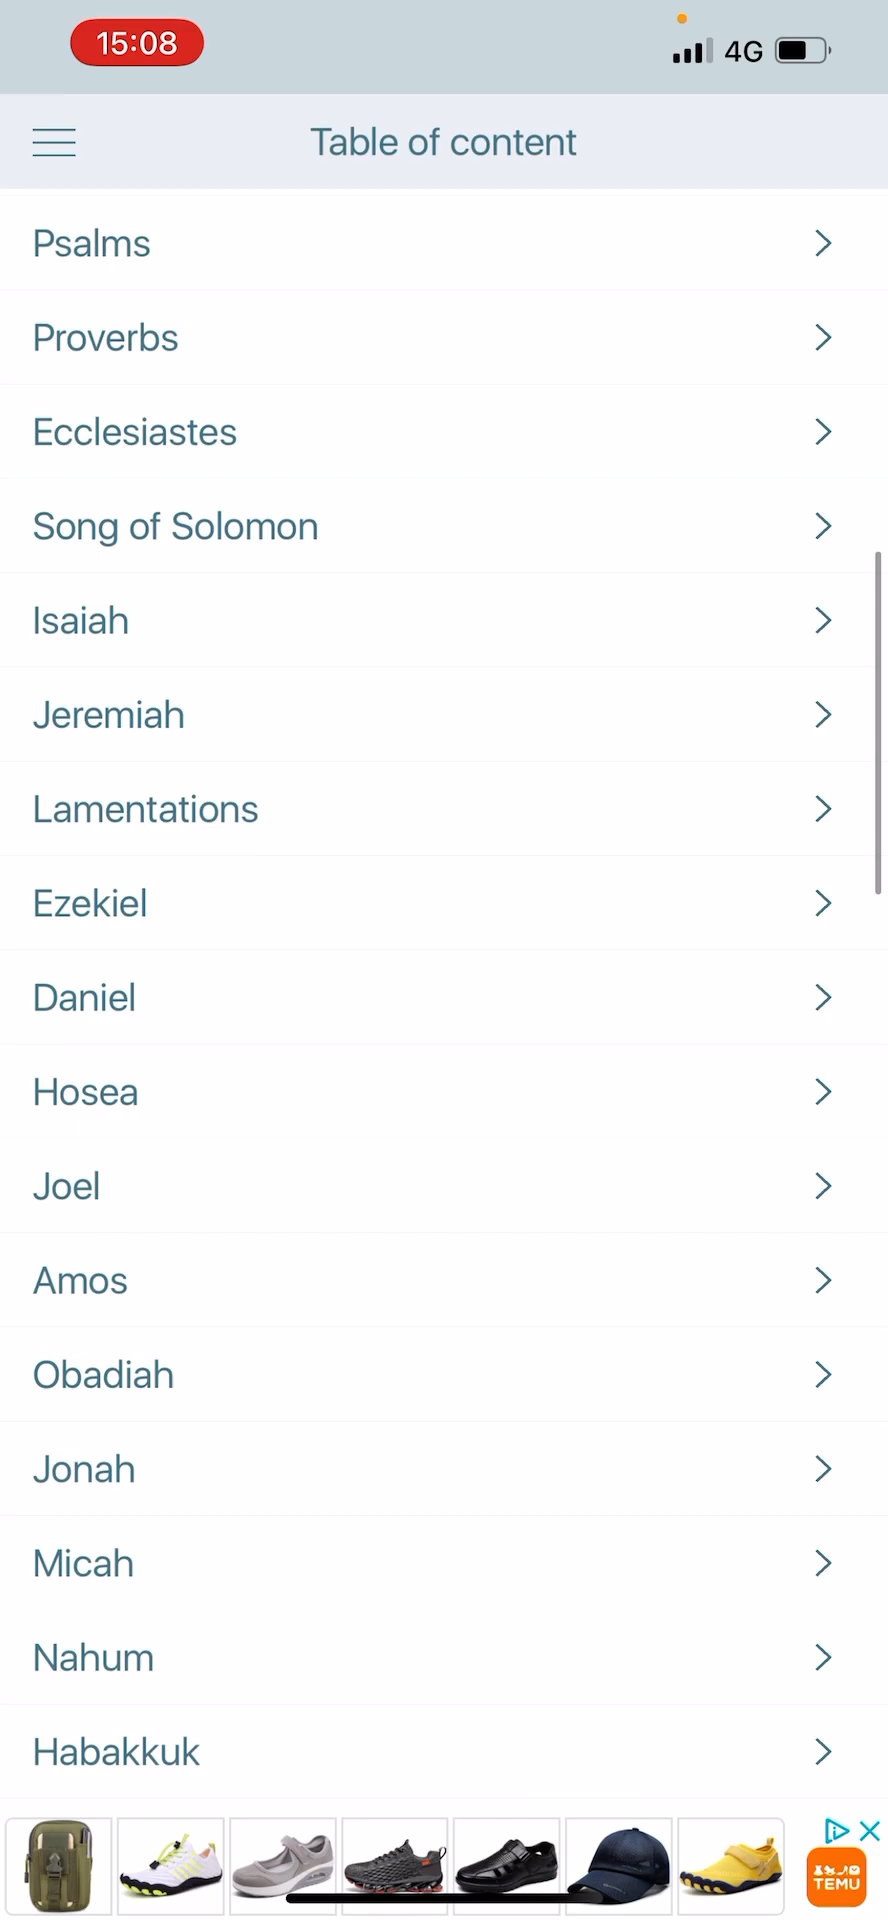 15:08
4G
Table of content
Psalms
Proverbs
Ecclesiastes
Song of Solomon
Isaiah
Jeremiah
Lamentations
Ezekiel
Daniel
Hosea
Joel
Amos
Obadiah
Jonah
Micah
Nahum
Habakkuk
TEMU